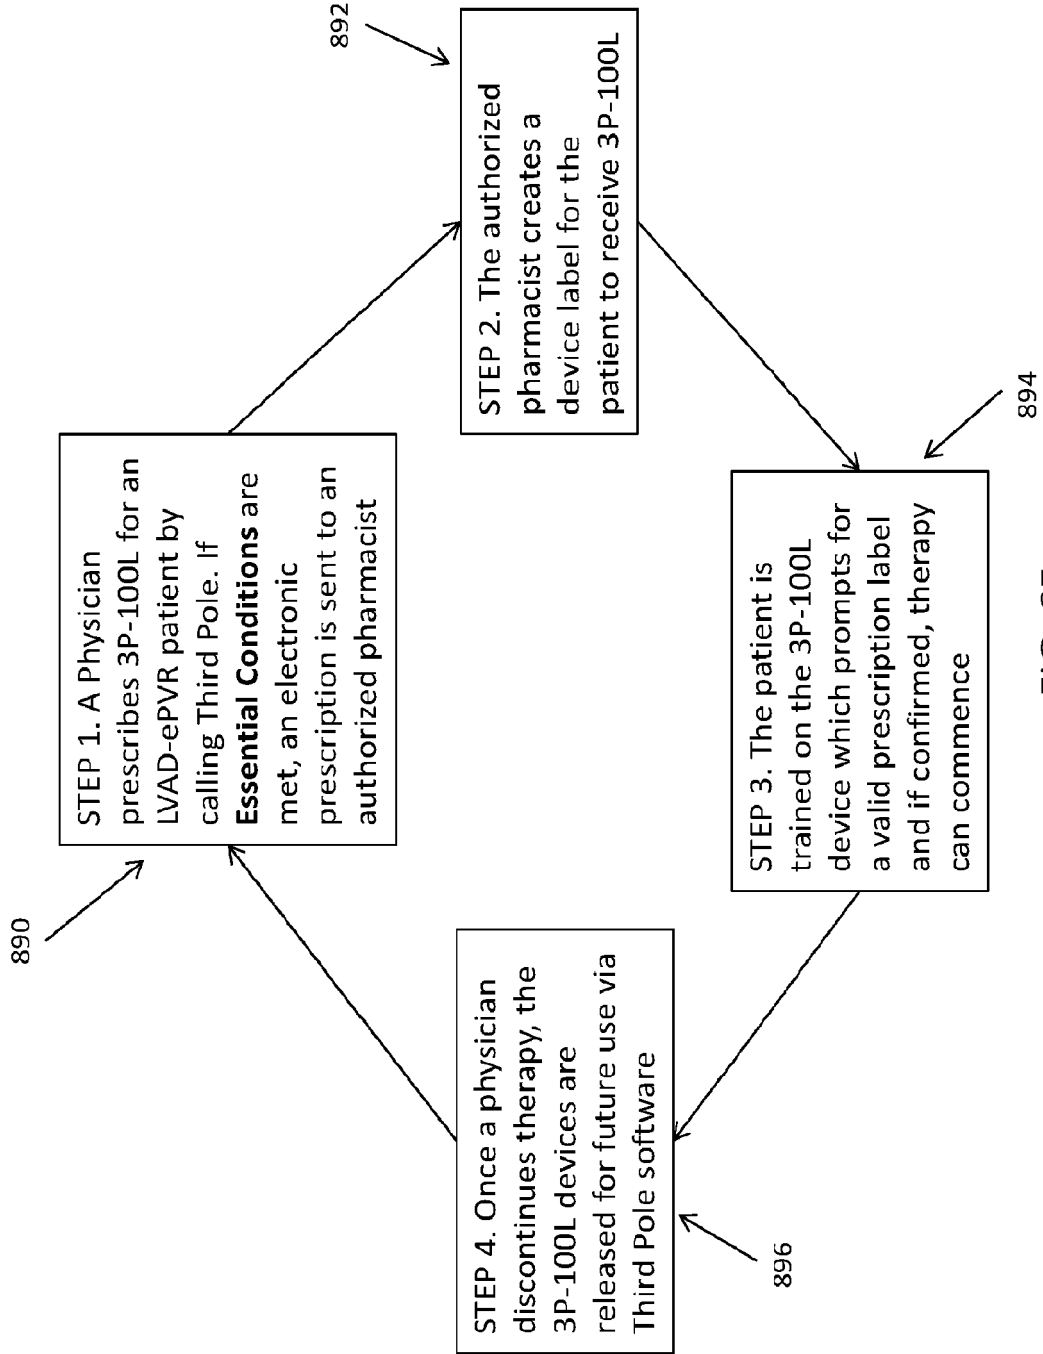 890
STEP 1. A Physician
prescribes 3P-100L for an
LVAD-ePVR patient by
calling Third Pole. If
Essential Conditions are
met, an electronic
prescription is sent to an
authorized pharmacist
892
STEP 2. The authorized
pharmacist creates a
device label for the
patient to receive 3P-100L
STEP 3. The patient is
trained on the 3P-100L
device which prompts for
a valid prescription label
and if confirmed, therapy
can commence
894
STEP 4. Once a physician
discontinues therapy, the
3P-100L devices are
released for future use via
Third Pole software
896